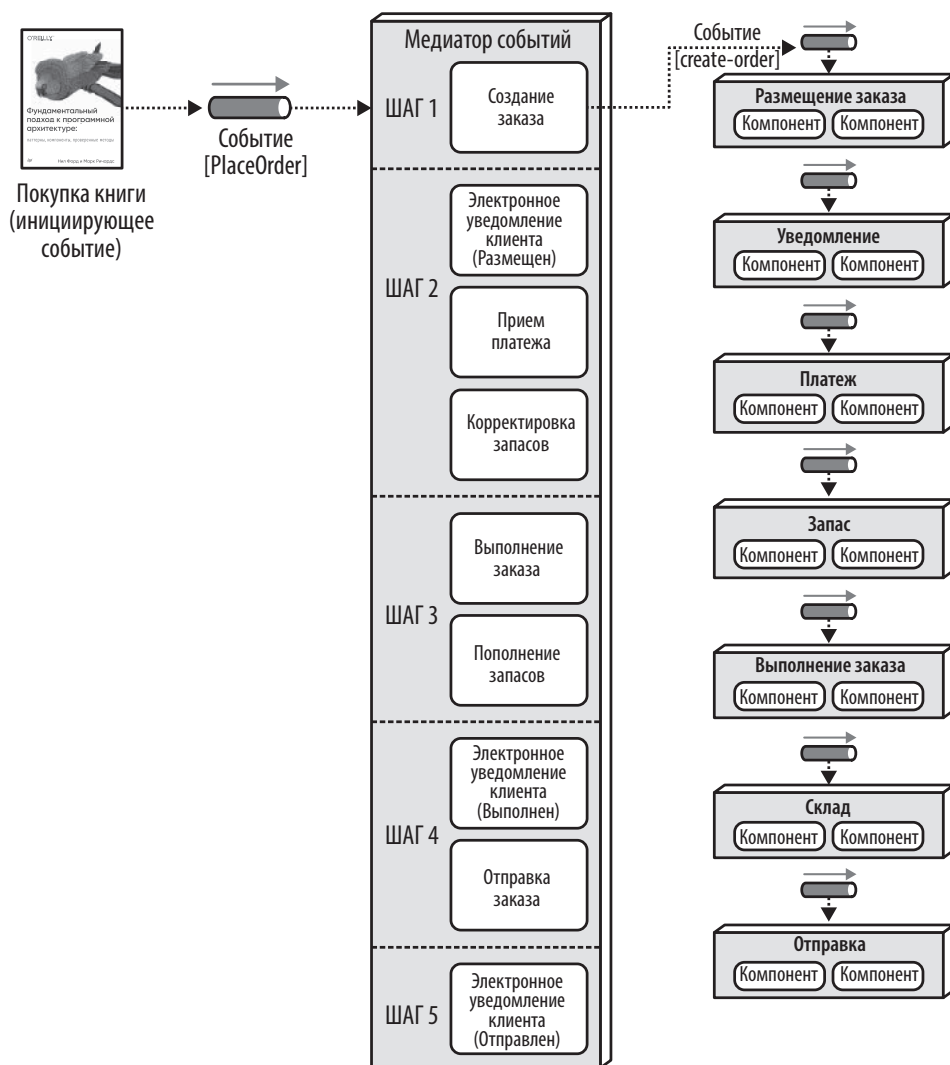 O'REILLY
Фундаментальный
подход к программной
архитектуре:
паттерны, компоненты, проверенные методы
Нил Форд и Марк Ричардс
Покупка книги
(инициирующее
событие)
Событие
[PlaceOrder]
Медиатор событий
ШАГ 1
Создание
заказа
ШАГ 2
Электронное
уведомление
клиента
(Размещен)
Прием
платежа
Корректировка
запасов
ШАГ 3
Выполнение
заказа
Пополнение
запасов
ШАГ 4
Электронное
уведомление
клиента
(Выполнен)
Отправка
заказа
ШАГ 5
Электронное
уведомление
клиента
(Отправлен)
Событие
[create-order]
Размещение заказа
Компонент Компонент
Уведомление
Компонент Компонент
Платеж
Компонент Компонент
Запас
Компонент Компонент
Выполнение заказа
Компонент Компонент
Склад
Компонент Компонент
Отправка
Компонент Компонент